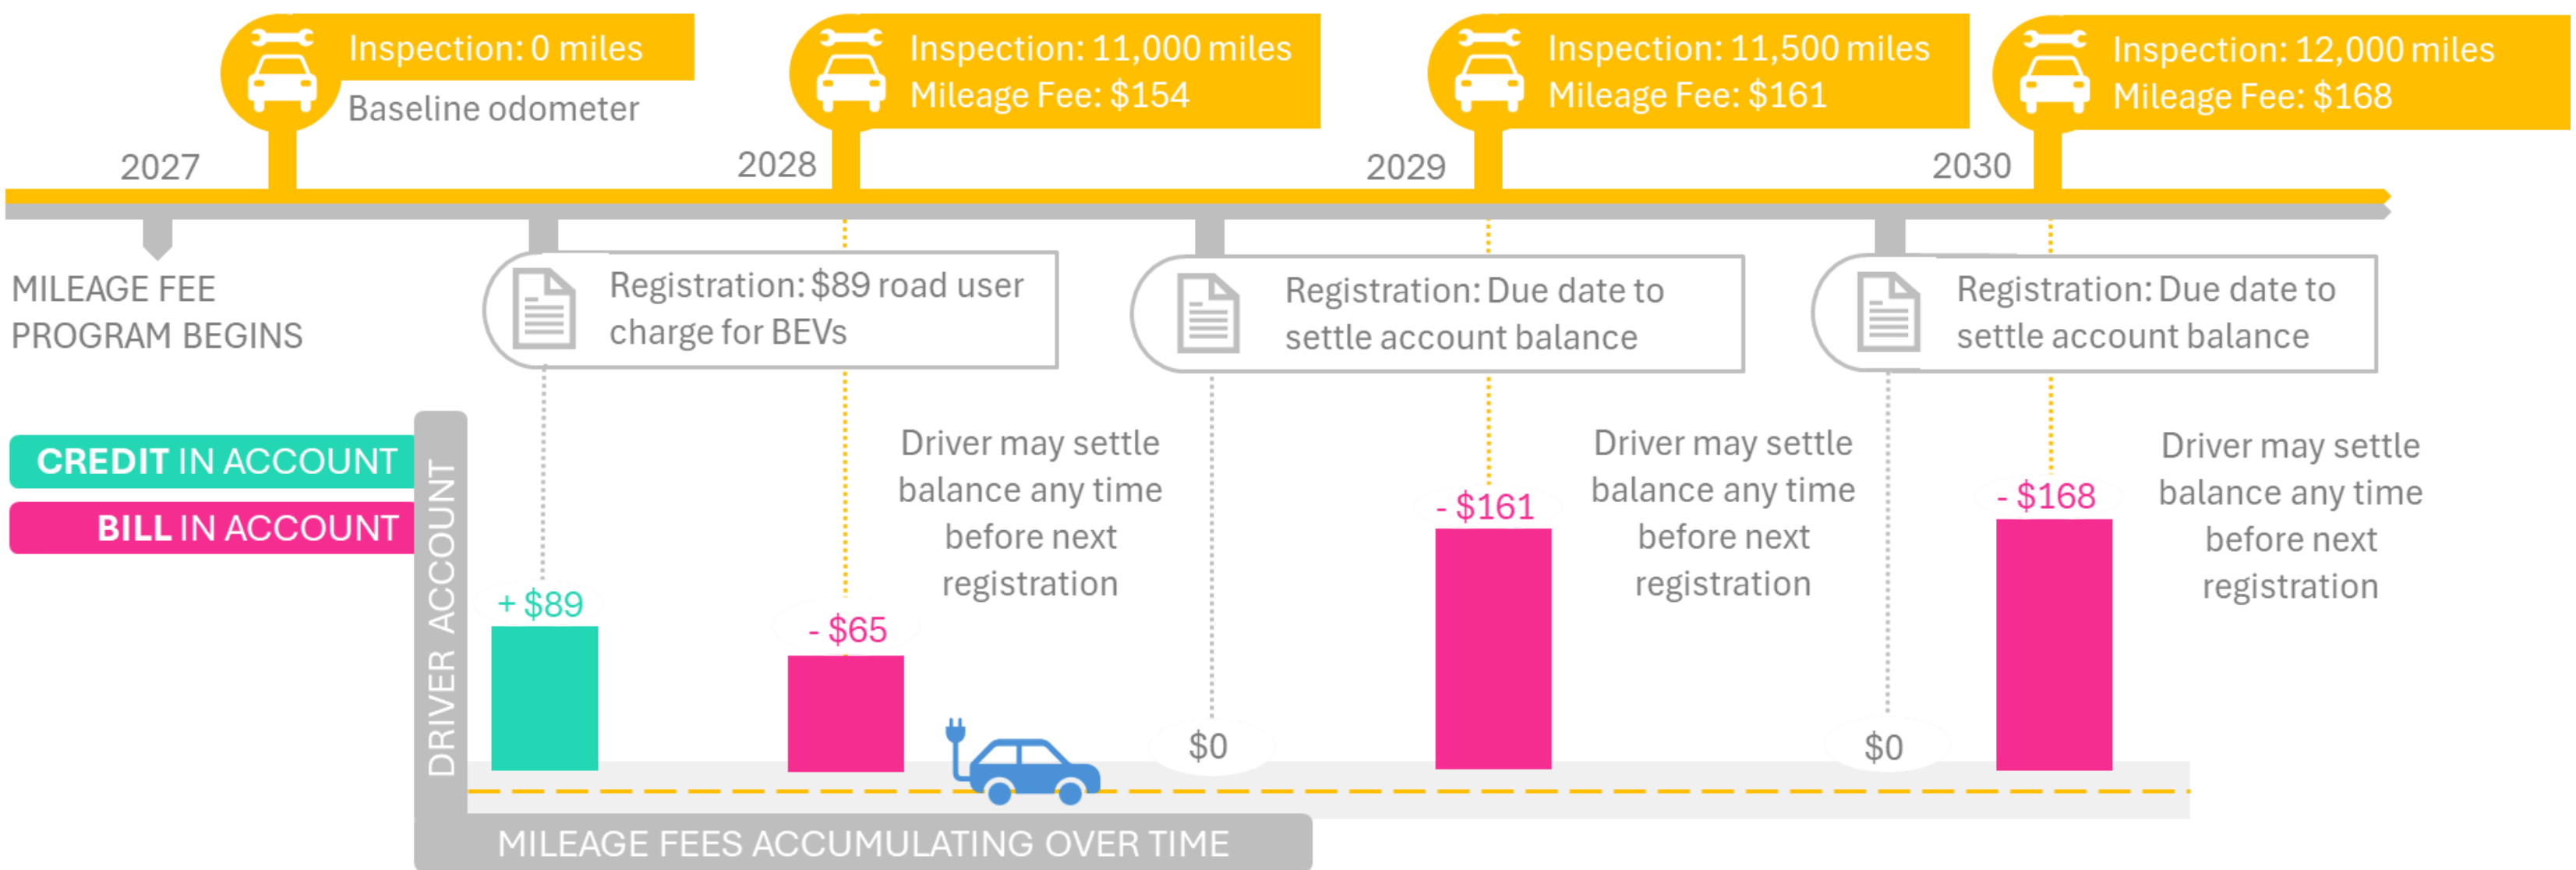 Inspection: 0 miles
Baseline odometer
Inspection: 11,000 miles
Mileage Fee: $154
Inspection: 11,500 miles
Mileage Fee: $161
Inspection: 12,000 miles
Mileage Fee: $168
2027
2028
2029
2030
MILEAGE FEE
PROGRAM BEGINS
Registration: $89 road user
charge for BEVs
Registration: Due date to
settle account balance
Registration: Due date to
settle account balance
CREDIT IN ACCOUNT
BILL IN ACCOUNT
DRIVER ACCOUNT
+ $89
- $65
Driver may settle
balance any time
before next
registration
$0
- $161
Driver may settle
balance any time
before next
registration
$0
- $168
Driver may settle
balance any time
before next
registration
MILEAGE FEES ACCUMULATING OVER TIME